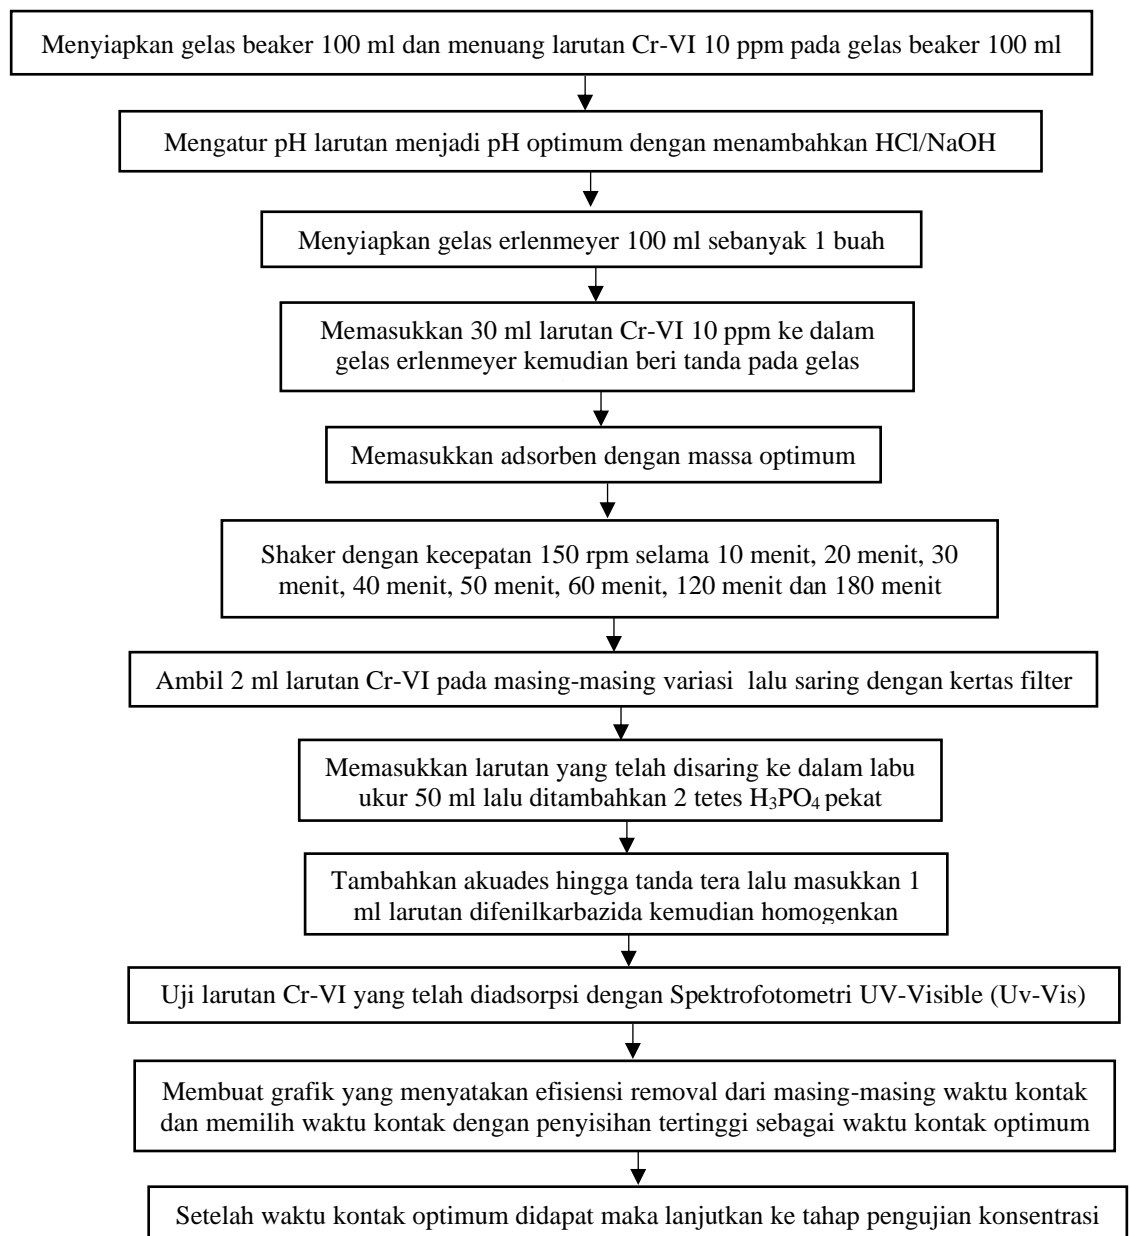 Menyiapkan gelas beaker 100 ml dan menuang larutan Cr-VI 10 ppm pada gelas beaker 100 ml
Mengatur pH larutan menjadi pH optimum dengan menambahkan HCl/NaOH
Menyiapkan gelas erlenmeyer 100 ml sebanyak 1 buah
Memasukkan 30 ml larutan Cr-VI 10 ppm ke dalam
gelas erlenmeyer kemudian beri tanda pada gelas
Memasukkan adsorben dengan massa optimum
Shaker dengan kecepatan 150 rpm selama 10 menit, 20 menit, 30
menit, 40 menit, 50 menit, 60 menit, 120 menit dan 180 menit
Ambil 2 ml larutan Cr-VI pada masing-masing variasi lalu saring dengan kertas filter
Memasukkan larutan yang telah disaring ke dalam labu
ukur 50 ml lalu ditambahkan 2 tetes H₃PO₄ pekat
Tambahkan akuades hingga tanda tera lalu masukkan 1
ml larutan difenilkarbazida kemudian homogenkan
Uji larutan Cr-VI yang telah diadsorpsi dengan Spektrofotometri UV-Visible (Uv-Vis)
Membuat grafik yang menyatakan efisiensi removal dari masing-masing waktu kontak
dan memilih waktu kontak dengan penyisihan tertinggi sebagai waktu kontak optimum
Setelah waktu kontak optimum didapat maka lanjutkan ke tahap pengujian konsentrasi